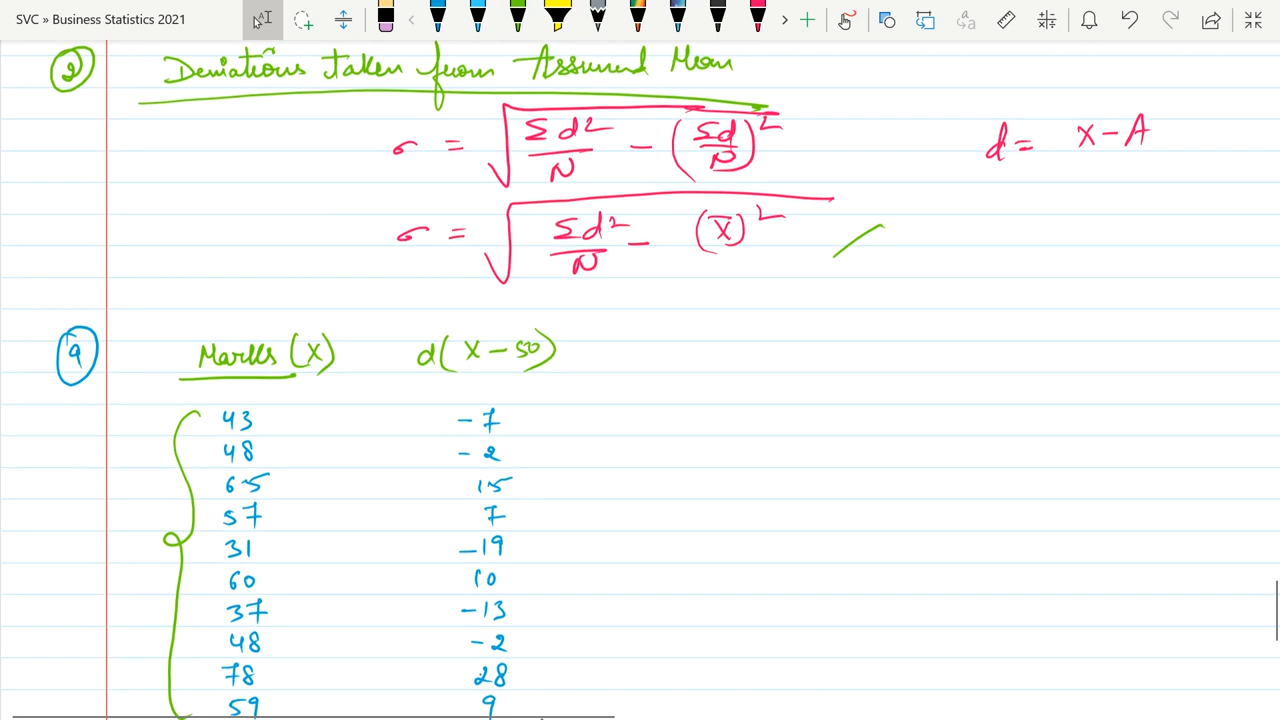 SVC » Business Statistics 2021
② Deviations taken from Assumed Mean
σ = √(Σd²/N − (Σd/N)²) d = X − A
σ = √(Σd²/N − (X̄)²)
9 Marks (X) d(X − 50)
43 −7
48 −2
65 15
57 7
31 −19
60 10
37 −13
48 −2
78 28
59 9